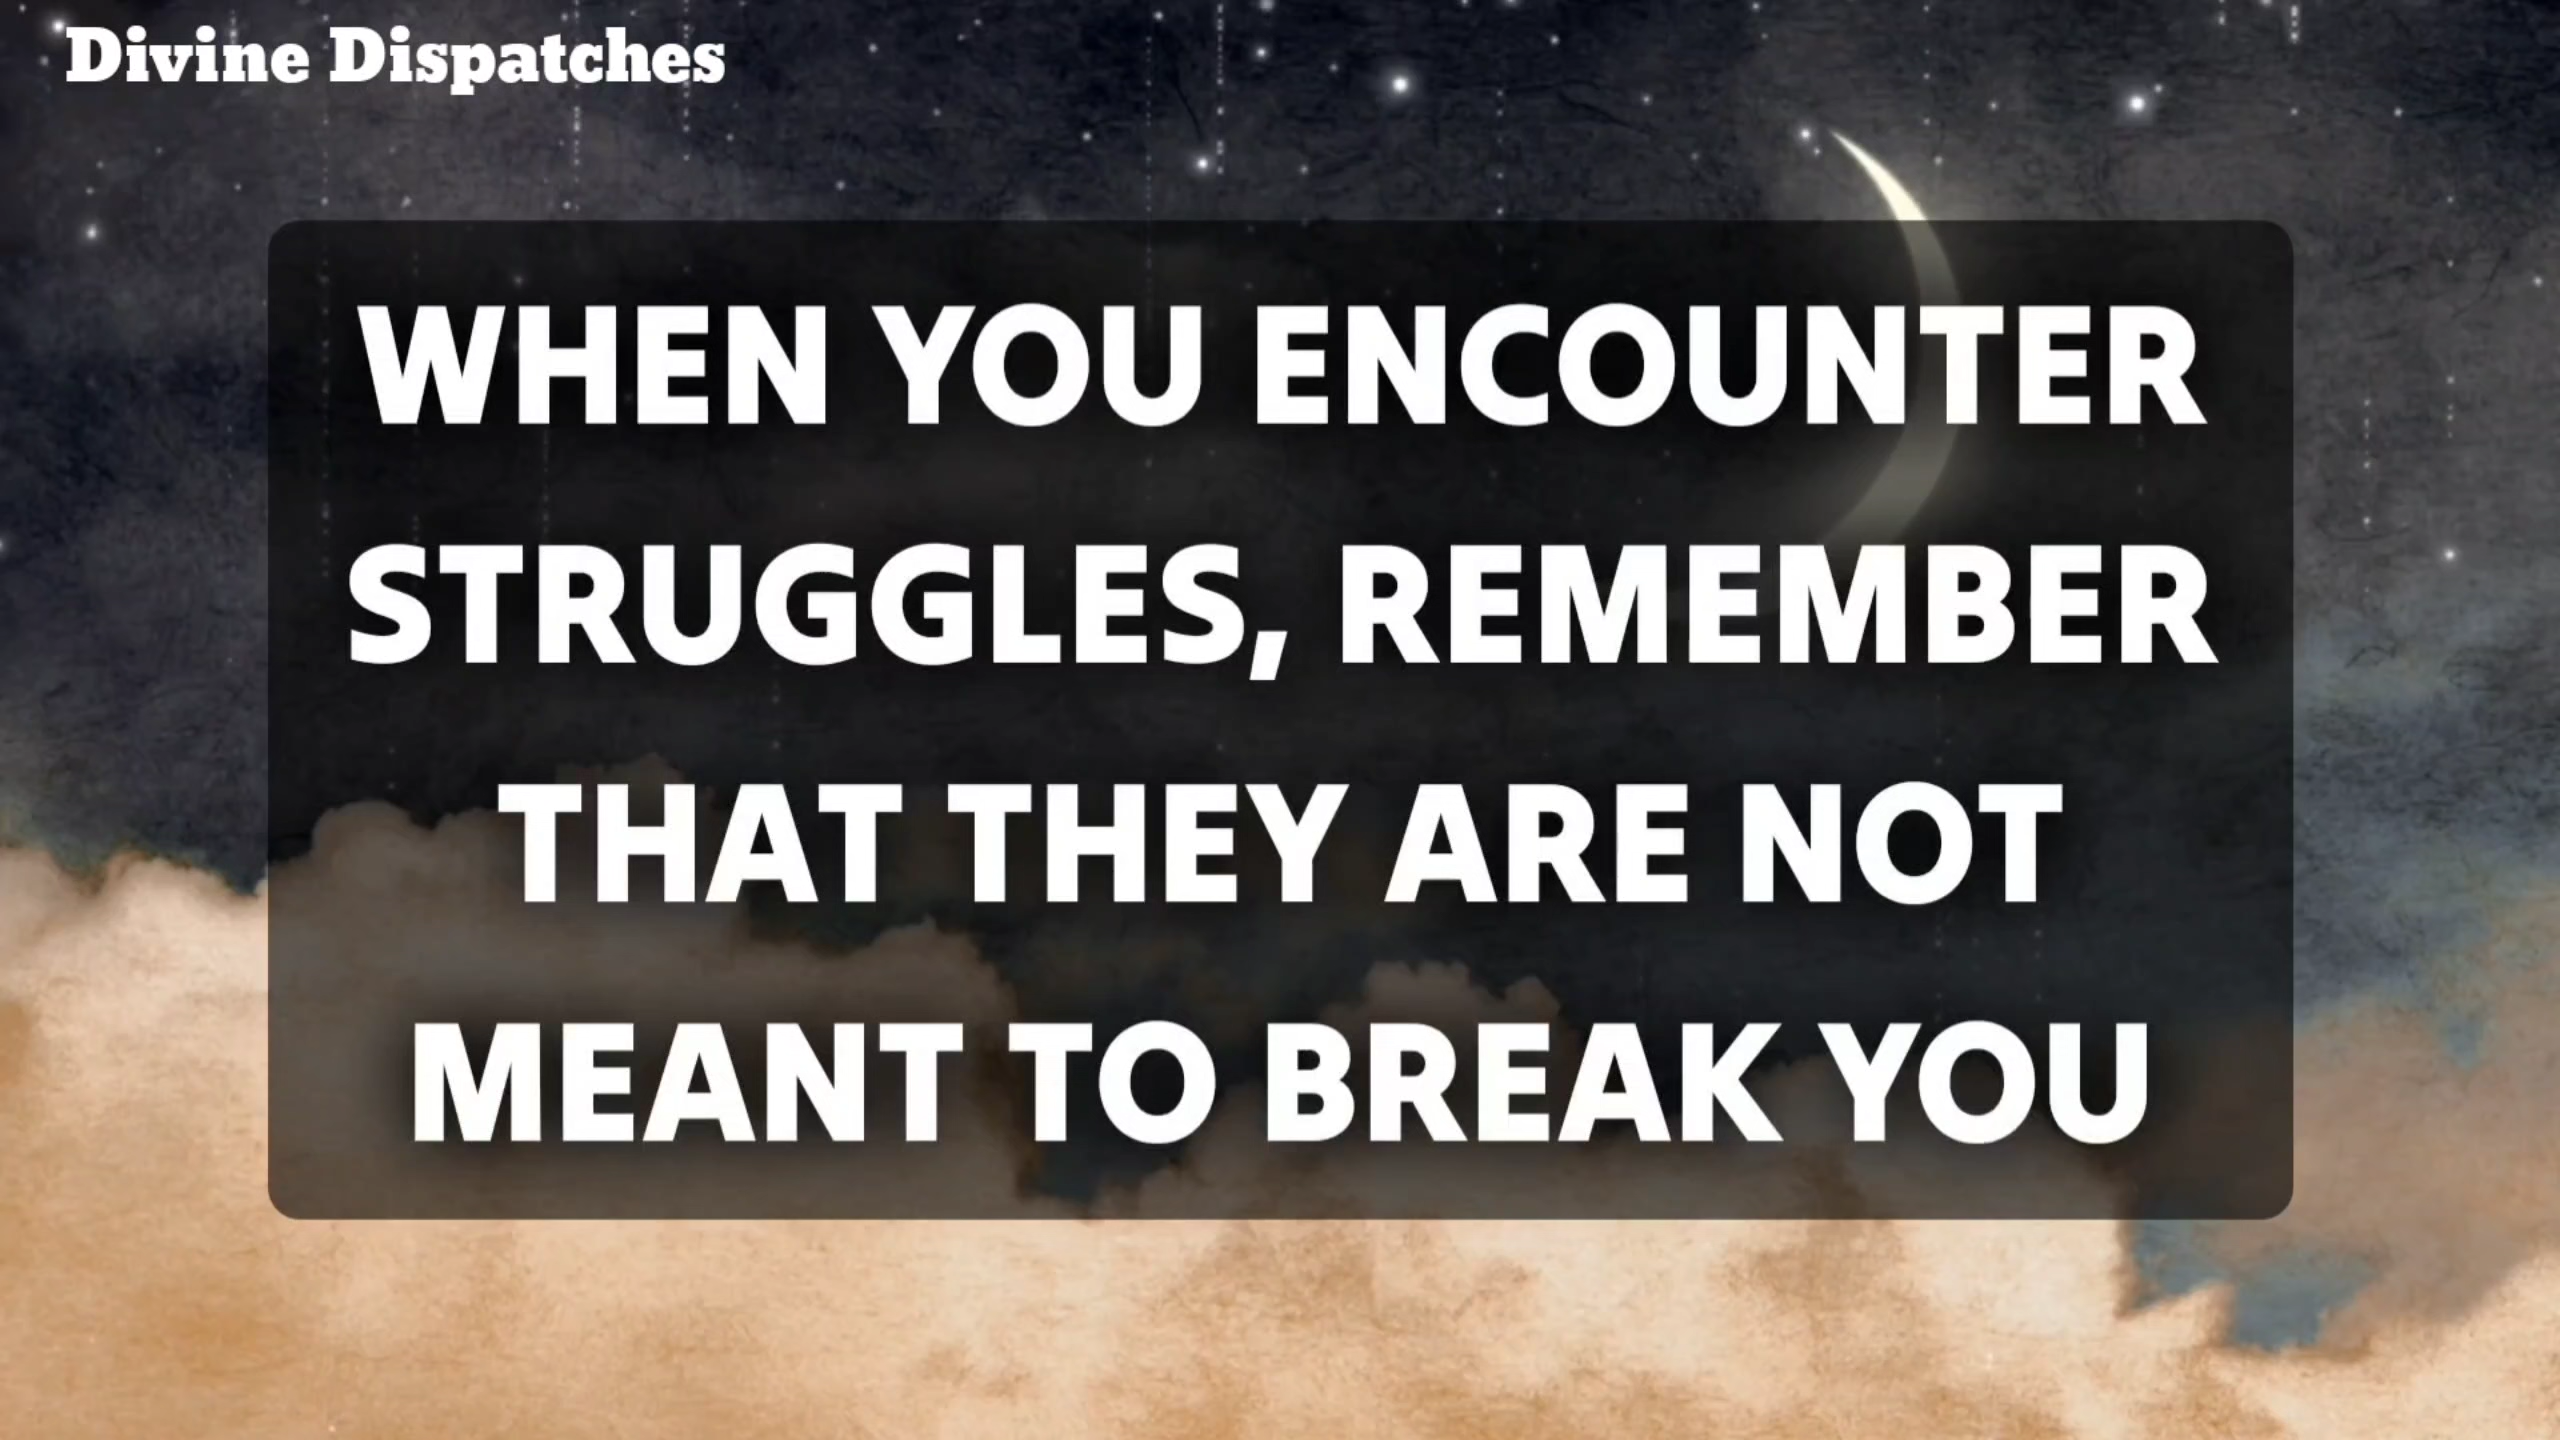 Divine Dispatches
WHEN YOU ENCOUNTER
STRUGGLES, REMEMBER
THAT THEY ARE NOT
MEANT TO BREAK YOU